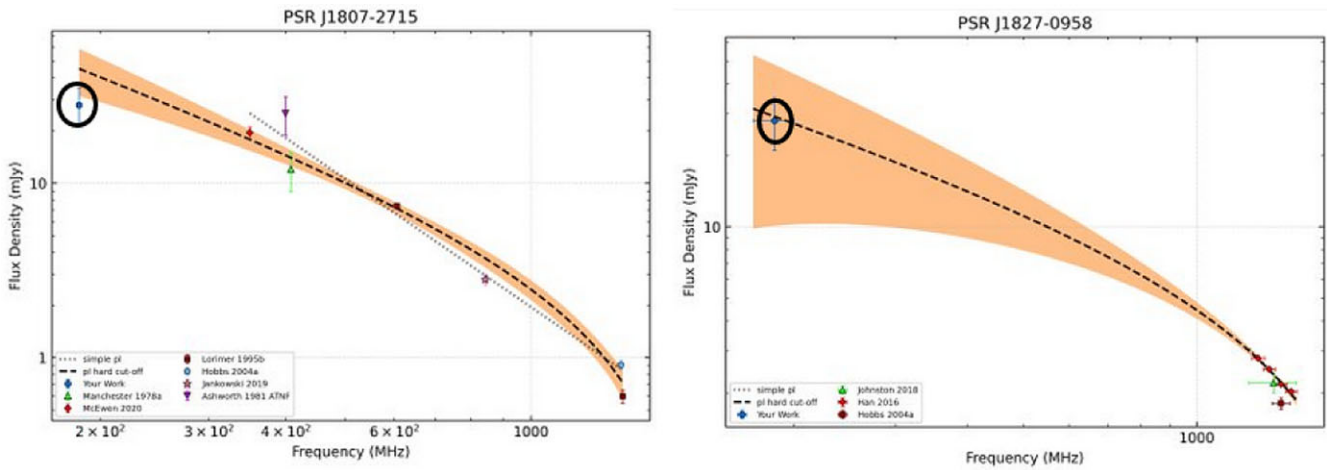 PSR J1807-2715
Flux Density (mJy)
10
1
simple pl
pl hard cut-off
Your Work
Manchester 1978a
McEwen 2020
Lorimer 1995b
Hobbs 2004a
Jankowski 2019
Ashworth 1981 ATNF
2 × 10² 3 × 10² 4 × 10² 6 × 10² 1000
Frequency (MHz)
PSR J1827-0958
Flux Density (mJy)
10
simple pl
pl hard cut-off
Your Work
Johnston 2018
Han 2016
Hobbs 2004a
1000
Frequency (MHz)